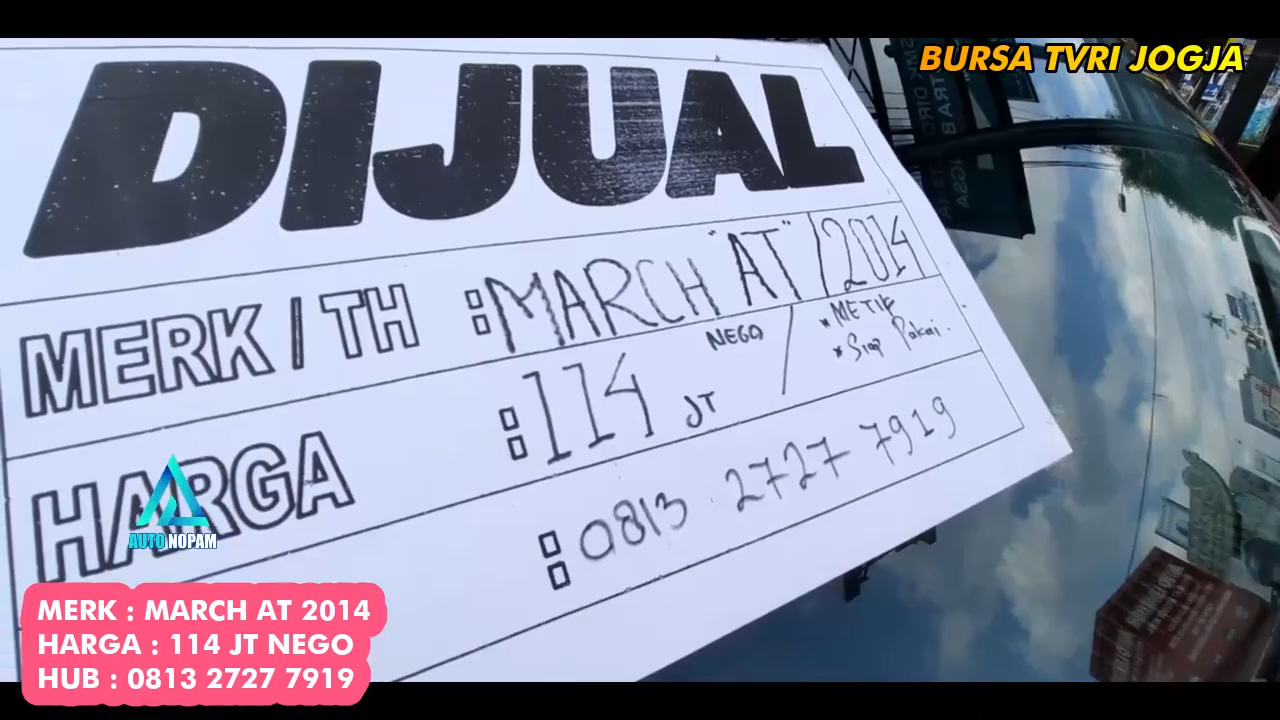 BURSA TVRI JOGJA
DIJUAL
MERK / TH : MARCH "AT" / 2014
HARGA : 114 JT NEGO / * METIK
* Siap Pakai.
: 0813 2727 7919
AUTO NOPAM
MERK : MARCH AT 2014
HARGA : 114 JT NEGO
HUB : 0813 2727 7919